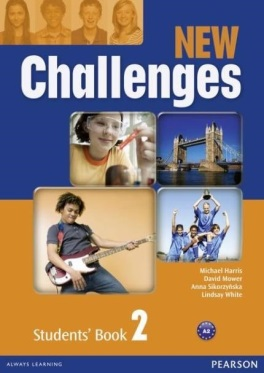 NEW
Challenges
Michael Harris
David Mower
Anna Sikorzyńska
Lindsay White
A2
Students' Book 2
ALWAYS LEARNING
PEARSON